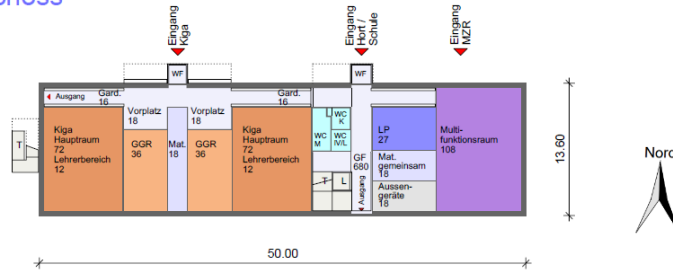 Eingang
Kiga
Eingang
Hort /
Schule
Eingang
MZR
WF
WF
Ausgang
Gard.
16
Gard.
16
Kiga
Hauptraum
72
Lehrerbereich
12
Vorplatz
18
GGR
36
Mat.
18
Vorplatz
18
GGR
36
Kiga
Hauptraum
72
Lehrerbereich
12
L
WC
K
WC
M
WC
IV/L
T
L
GF
680
Ausgang
LP
27
Mat.
gemeinsam
18
Aussen-
geräte
18
Multi-
funktionsraum
108
T
13.60
50.00